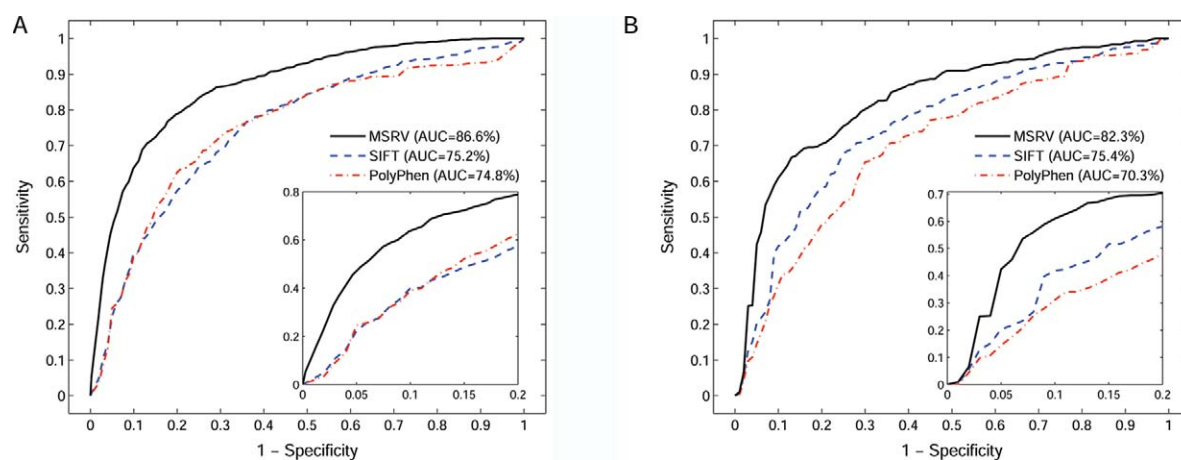 A
1
0.9
0.8
0.7
0.6
0.5
0.4
0.3
0.2
0.1
0
Sensitivity
MSRV (AUC=86.6%)
SIFT (AUC=75.2%)
PolyPhen (AUC=74.8%)
0.8
0.6
0.4
0.2
0
0 0.05 0.1 0.15 0.2
0 0.1 0.2 0.3 0.4 0.5 0.6 0.7 0.8 0.9 1
1 – Specificity
B
1
0.9
0.8
0.7
0.6
0.5
0.4
0.3
0.2
0.1
0
Sensitivity
MSRV (AUC=82.3%)
SIFT (AUC=75.4%)
PolyPhen (AUC=70.3%)
0.7
0.6
0.5
0.4
0.3
0.2
0.1
0
0 0.05 0.1 0.15 0.2
0 0.1 0.2 0.3 0.4 0.5 0.6 0.7 0.8 0.9 1
1 – Specificity